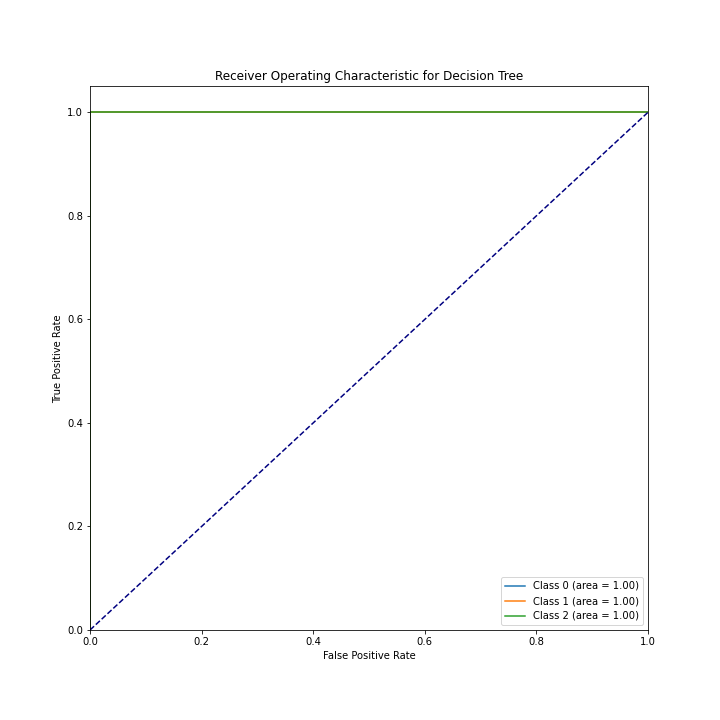 Receiver Operating Characteristic for Decision Tree
1.0
0.8
0.6
0.4
0.2
0.0
True Positive Rate
Class 0 (area = 1.00)
Class 1 (area = 1.00)
Class 2 (area = 1.00)
0.0 0.2 0.4 0.6 0.8 1.0
False Positive Rate